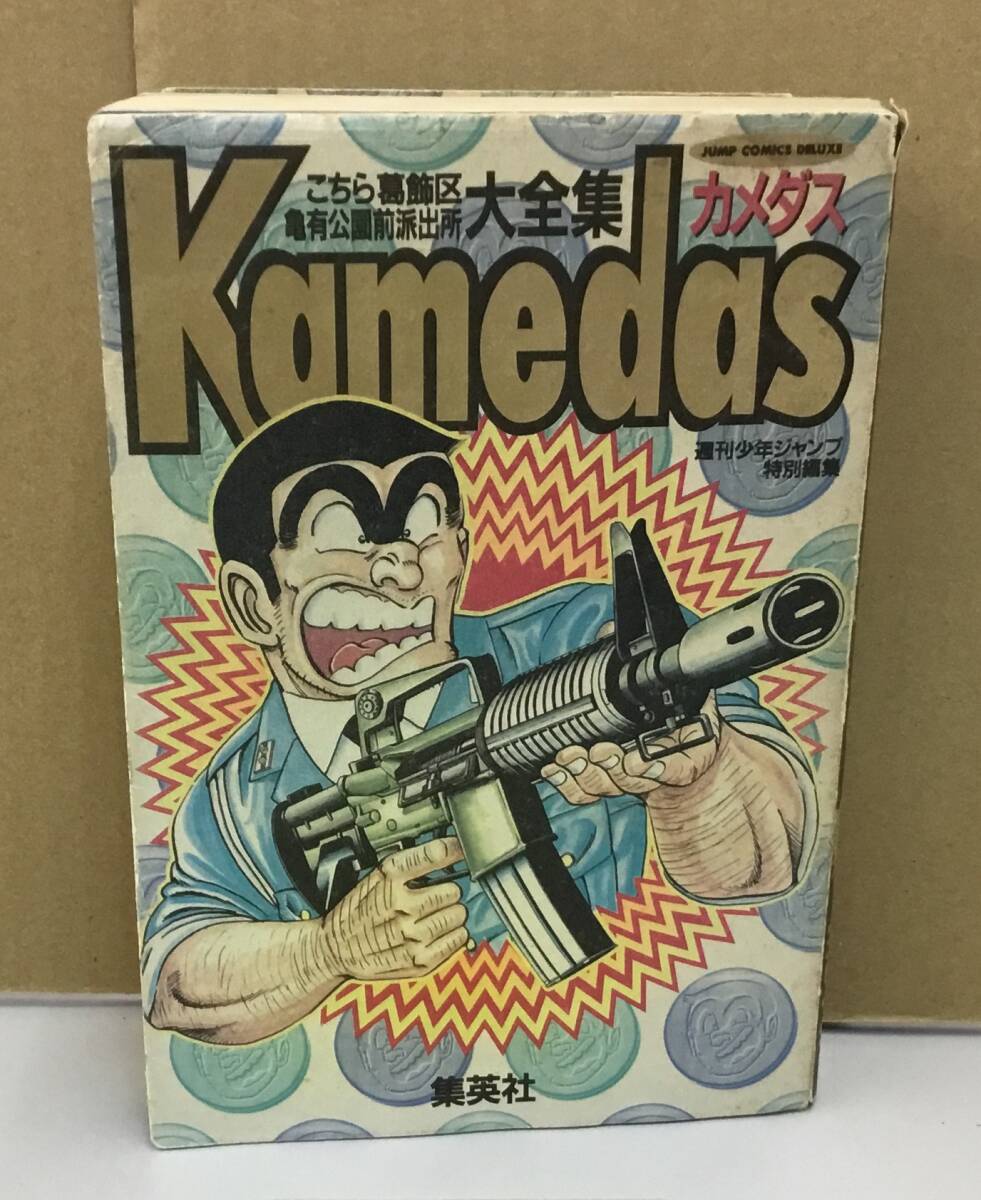 JUMP COMICS DELUXE
こちら葛飾区
亀有公園前派出所
大全集
カメダス
Kamedas
週刊少年ジャンプ
特別編集
集英社